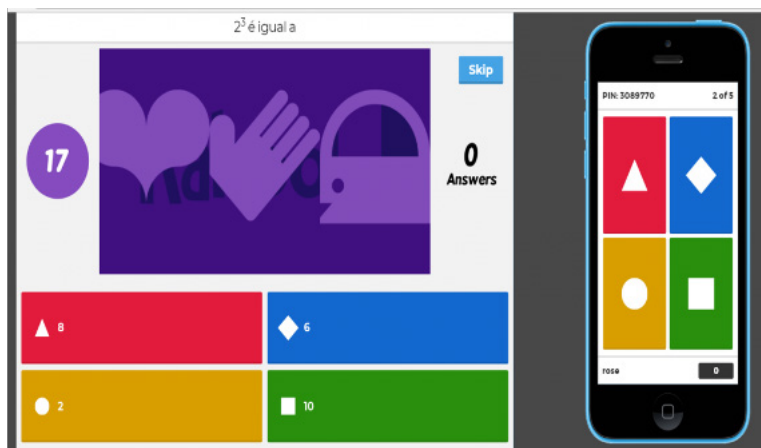 2³ é igual a
Skip
17
0
Answers
8
6
2
10
PIN: 3089770
2 of 5
rose
0